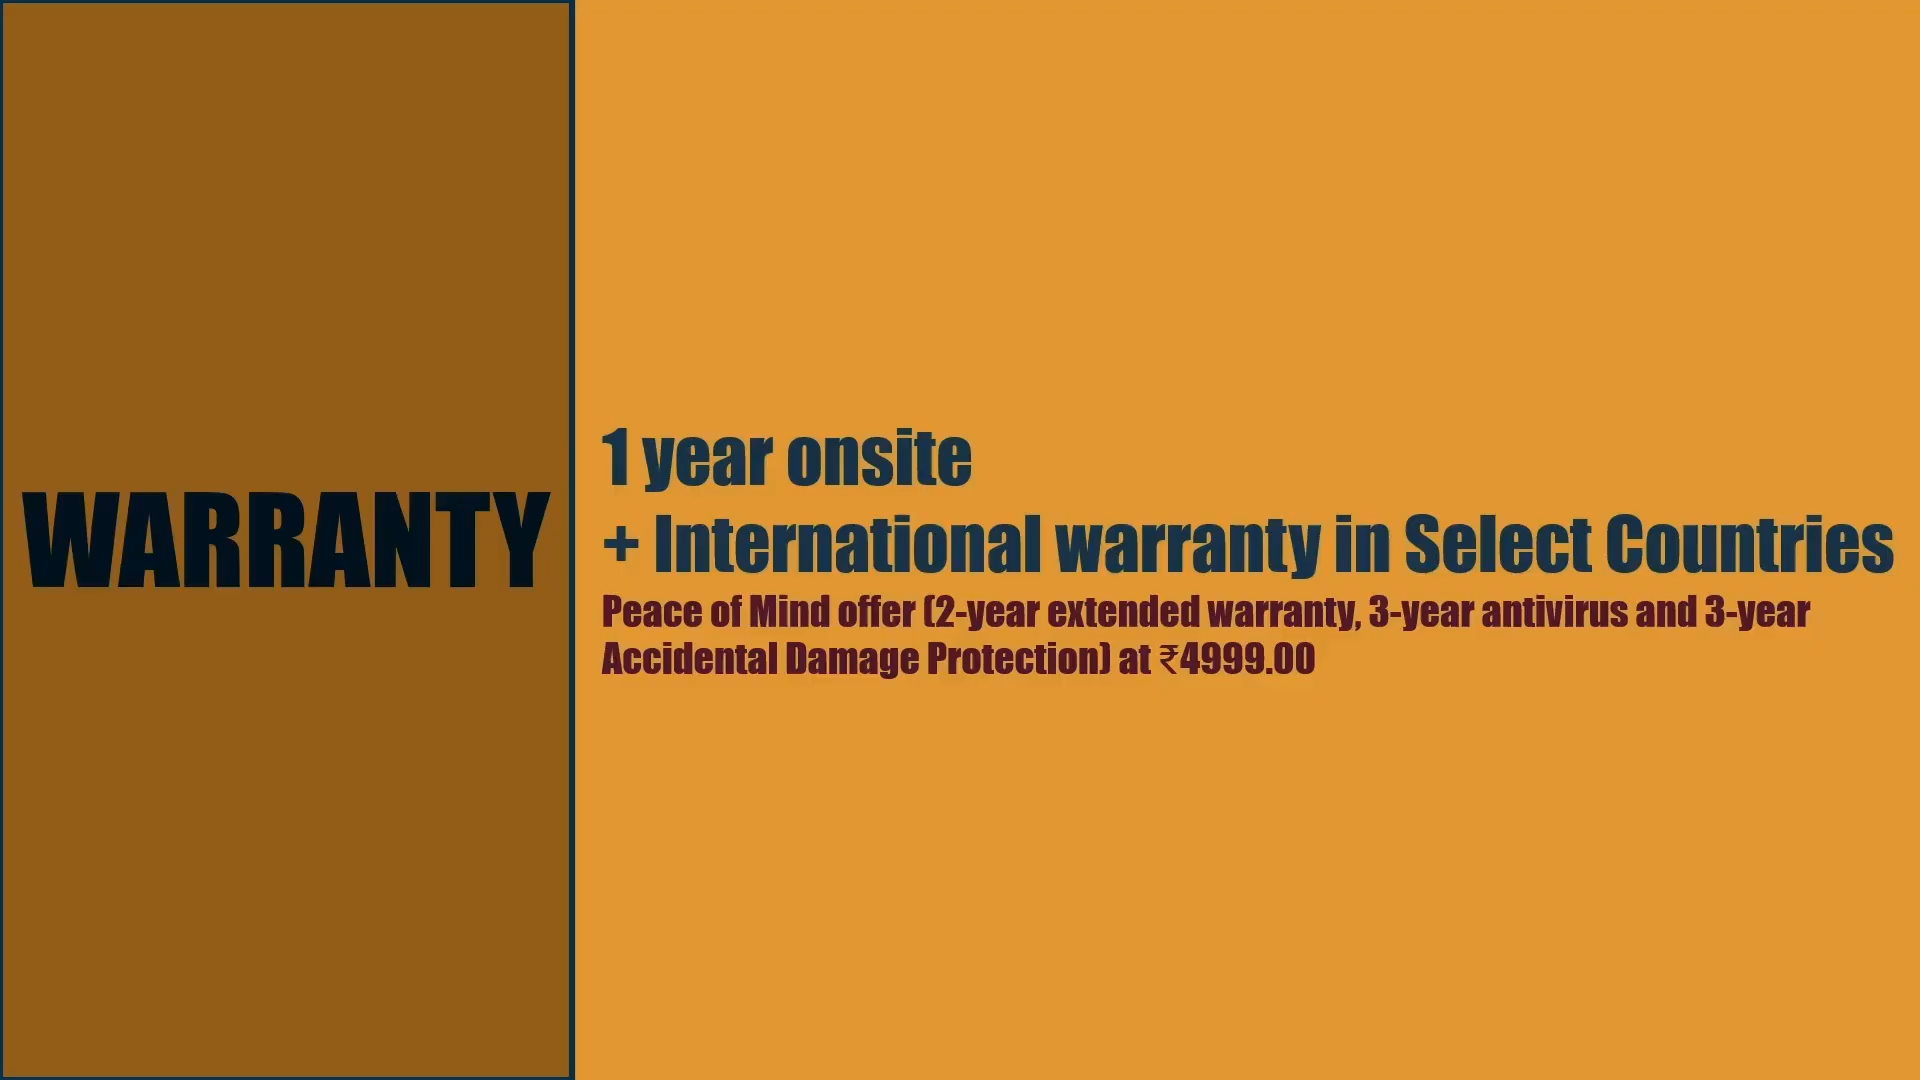 WARRANTY
1 year onsite
+ International warranty in Select Countries
Peace of Mind offer (2-year extended warranty, 3-year antivirus and 3-year
Accidental Damage Protection) at ₹4999.00